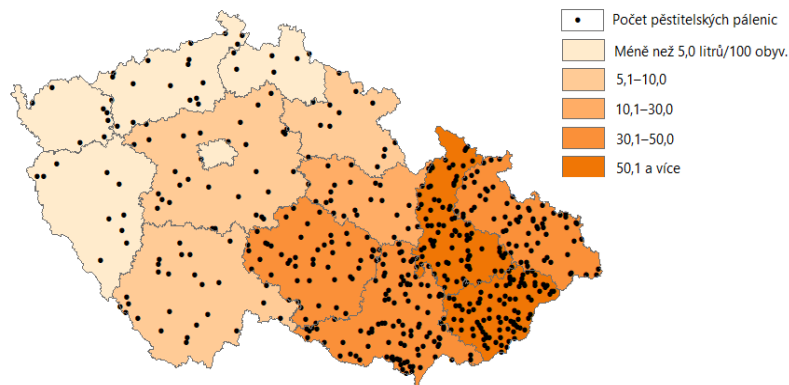 Počet pěstitelských pálenic
Méně než 5,0 litrů/100 obyv.
5,1–10,0
10,1–30,0
30,1–50,0
50,1 a více